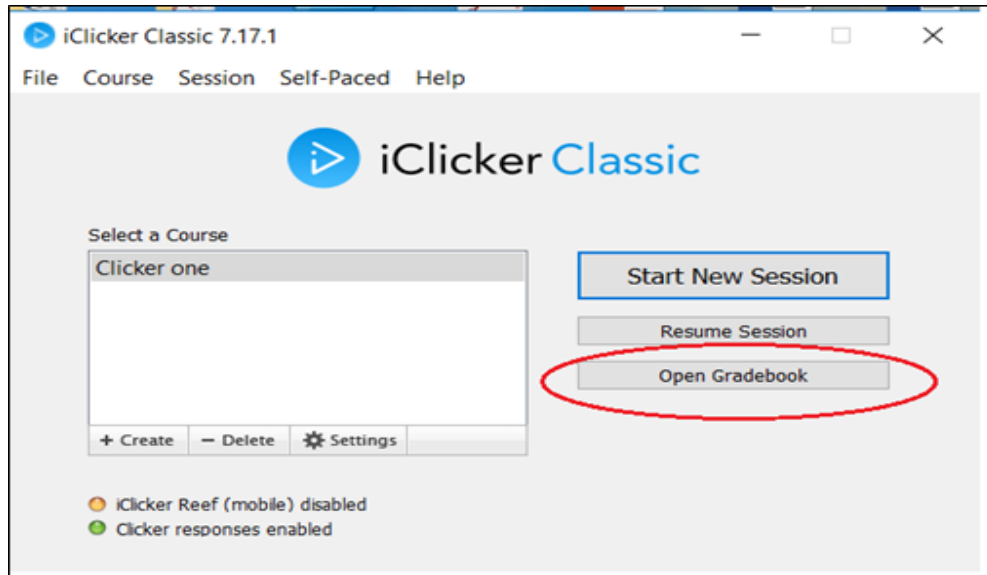 iClicker Classic 7.17.1
File Course Session Self-Paced Help
iClicker Classic
Select a Course
Clicker one
Start New Session
Resume Session
Open Gradebook
+ Create − Delete Settings
iClicker Reef (mobile) disabled
Clicker responses enabled